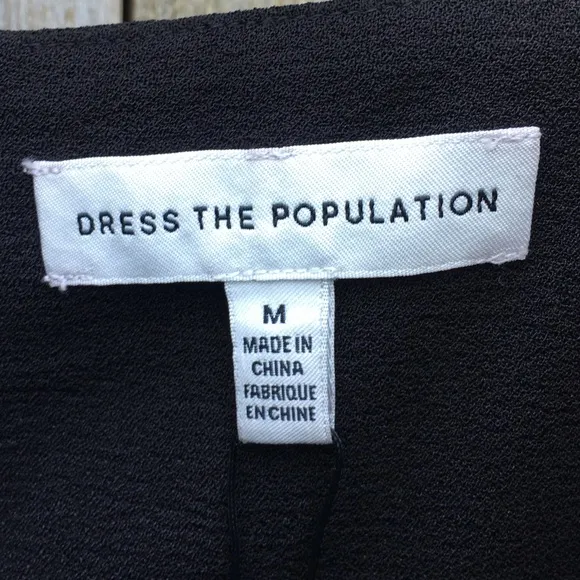 DRESS THE POPULATION
M
MADE IN
CHINA
FABRIQUE
EN CHINE